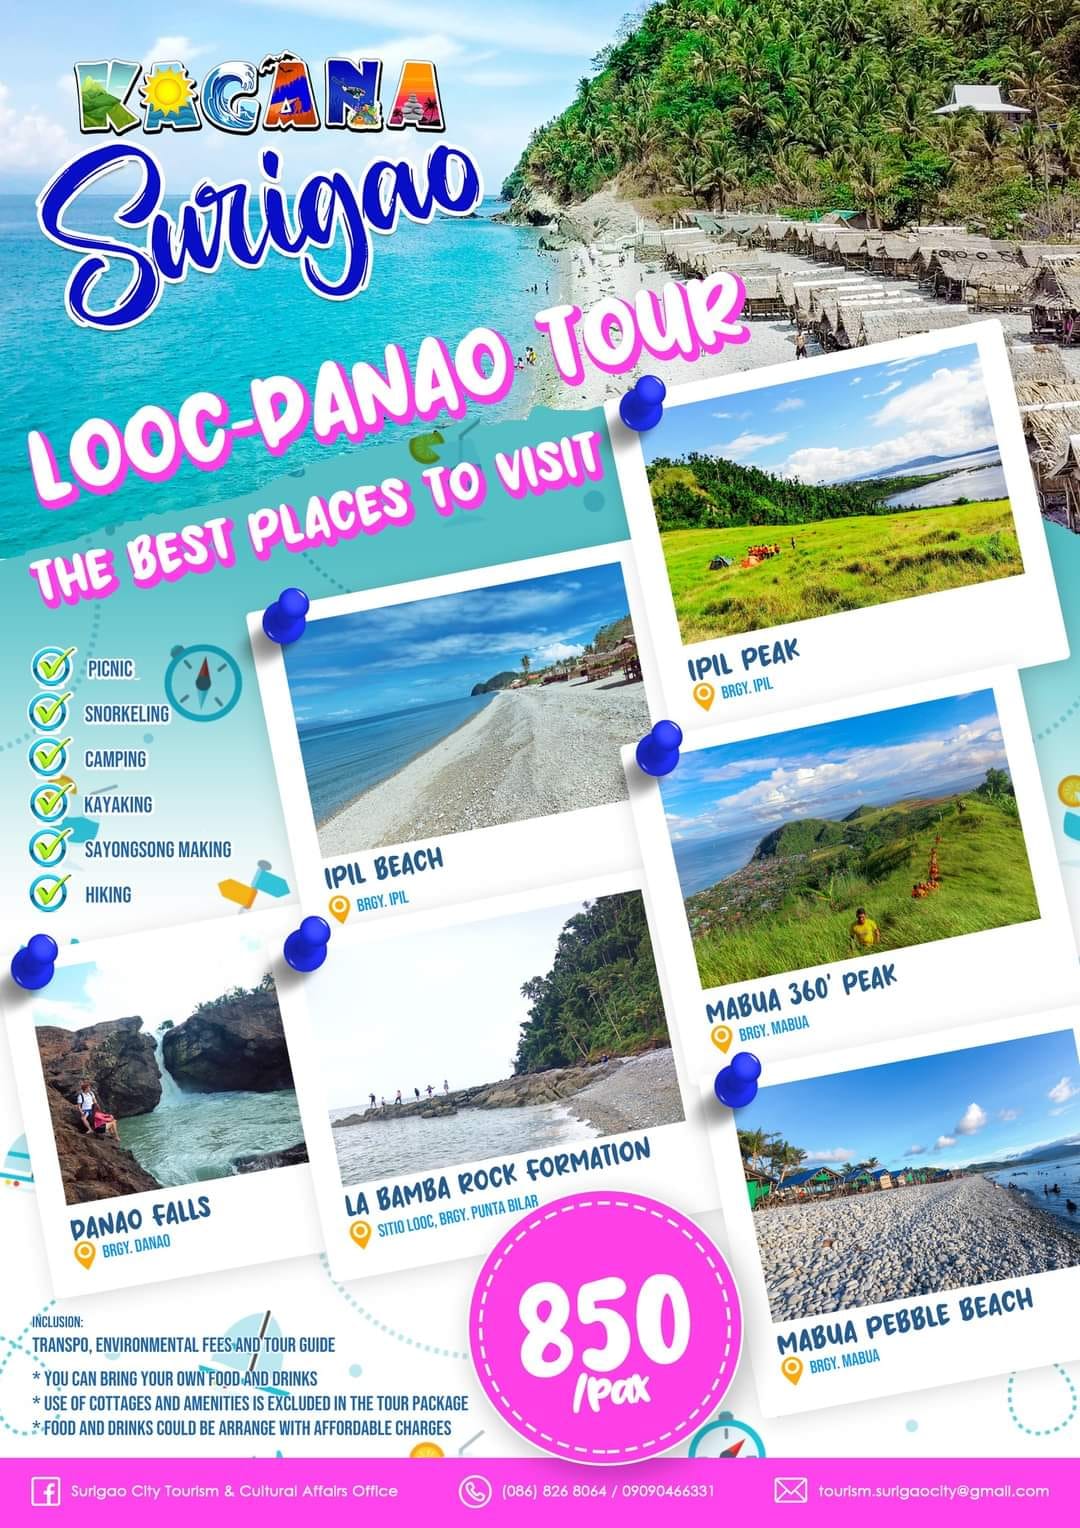 KAGANA
Surigao
LOOC-DANAO TOUR
THE BEST PLACES TO VISIT
PICNIC
SNORKELING
CAMPING
KAYAKING
SAYONGSONG MAKING
HIKING
IPIL PEAK
BRGY. IPIL
IPIL BEACH
BRGY. IPIL
MABUA 360' PEAK
BRGY. MABUA
DANAO FALLS
BRGY. DANAO
LA BAMBA ROCK FORMATION
SITIO LOOC, BRGY. PUNTA BILAR
MABUA PEBBLE BEACH
BRGY. MABUA
850
/Pax
INCLUSION:
TRANSPO, ENVIRONMENTAL FEES AND TOUR GUIDE
* YOU CAN BRING YOUR OWN FOOD AND DRINKS
* USE OF COTTAGES AND AMENITIES IS EXCLUDED IN THE TOUR PACKAGE
* FOOD AND DRINKS COULD BE ARRANGE WITH AFFORDABLE CHARGES
Surigao City Tourism & Cultural Affairs Office
(086) 826 8064 / 09090466331
tourism.surigaocity@gmail.com